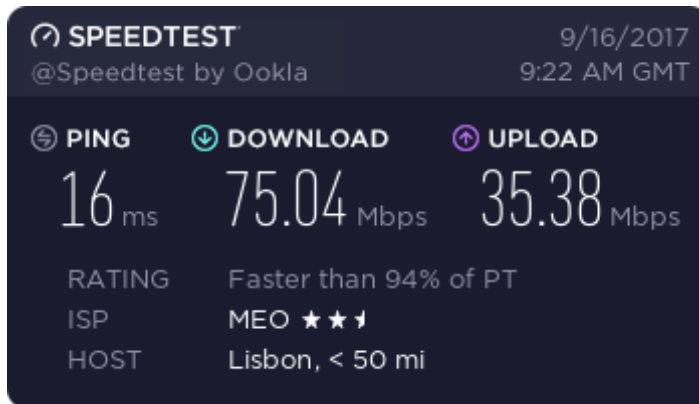 SPEEDTEST 9/16/2017
@Speedtest by Ookla 9:22 AM GMT
PING DOWNLOAD UPLOAD
16 ms 75.04 Mbps 35.38 Mbps
RATING Faster than 94% of PT
ISP MEO ★★⯨
HOST Lisbon, < 50 mi